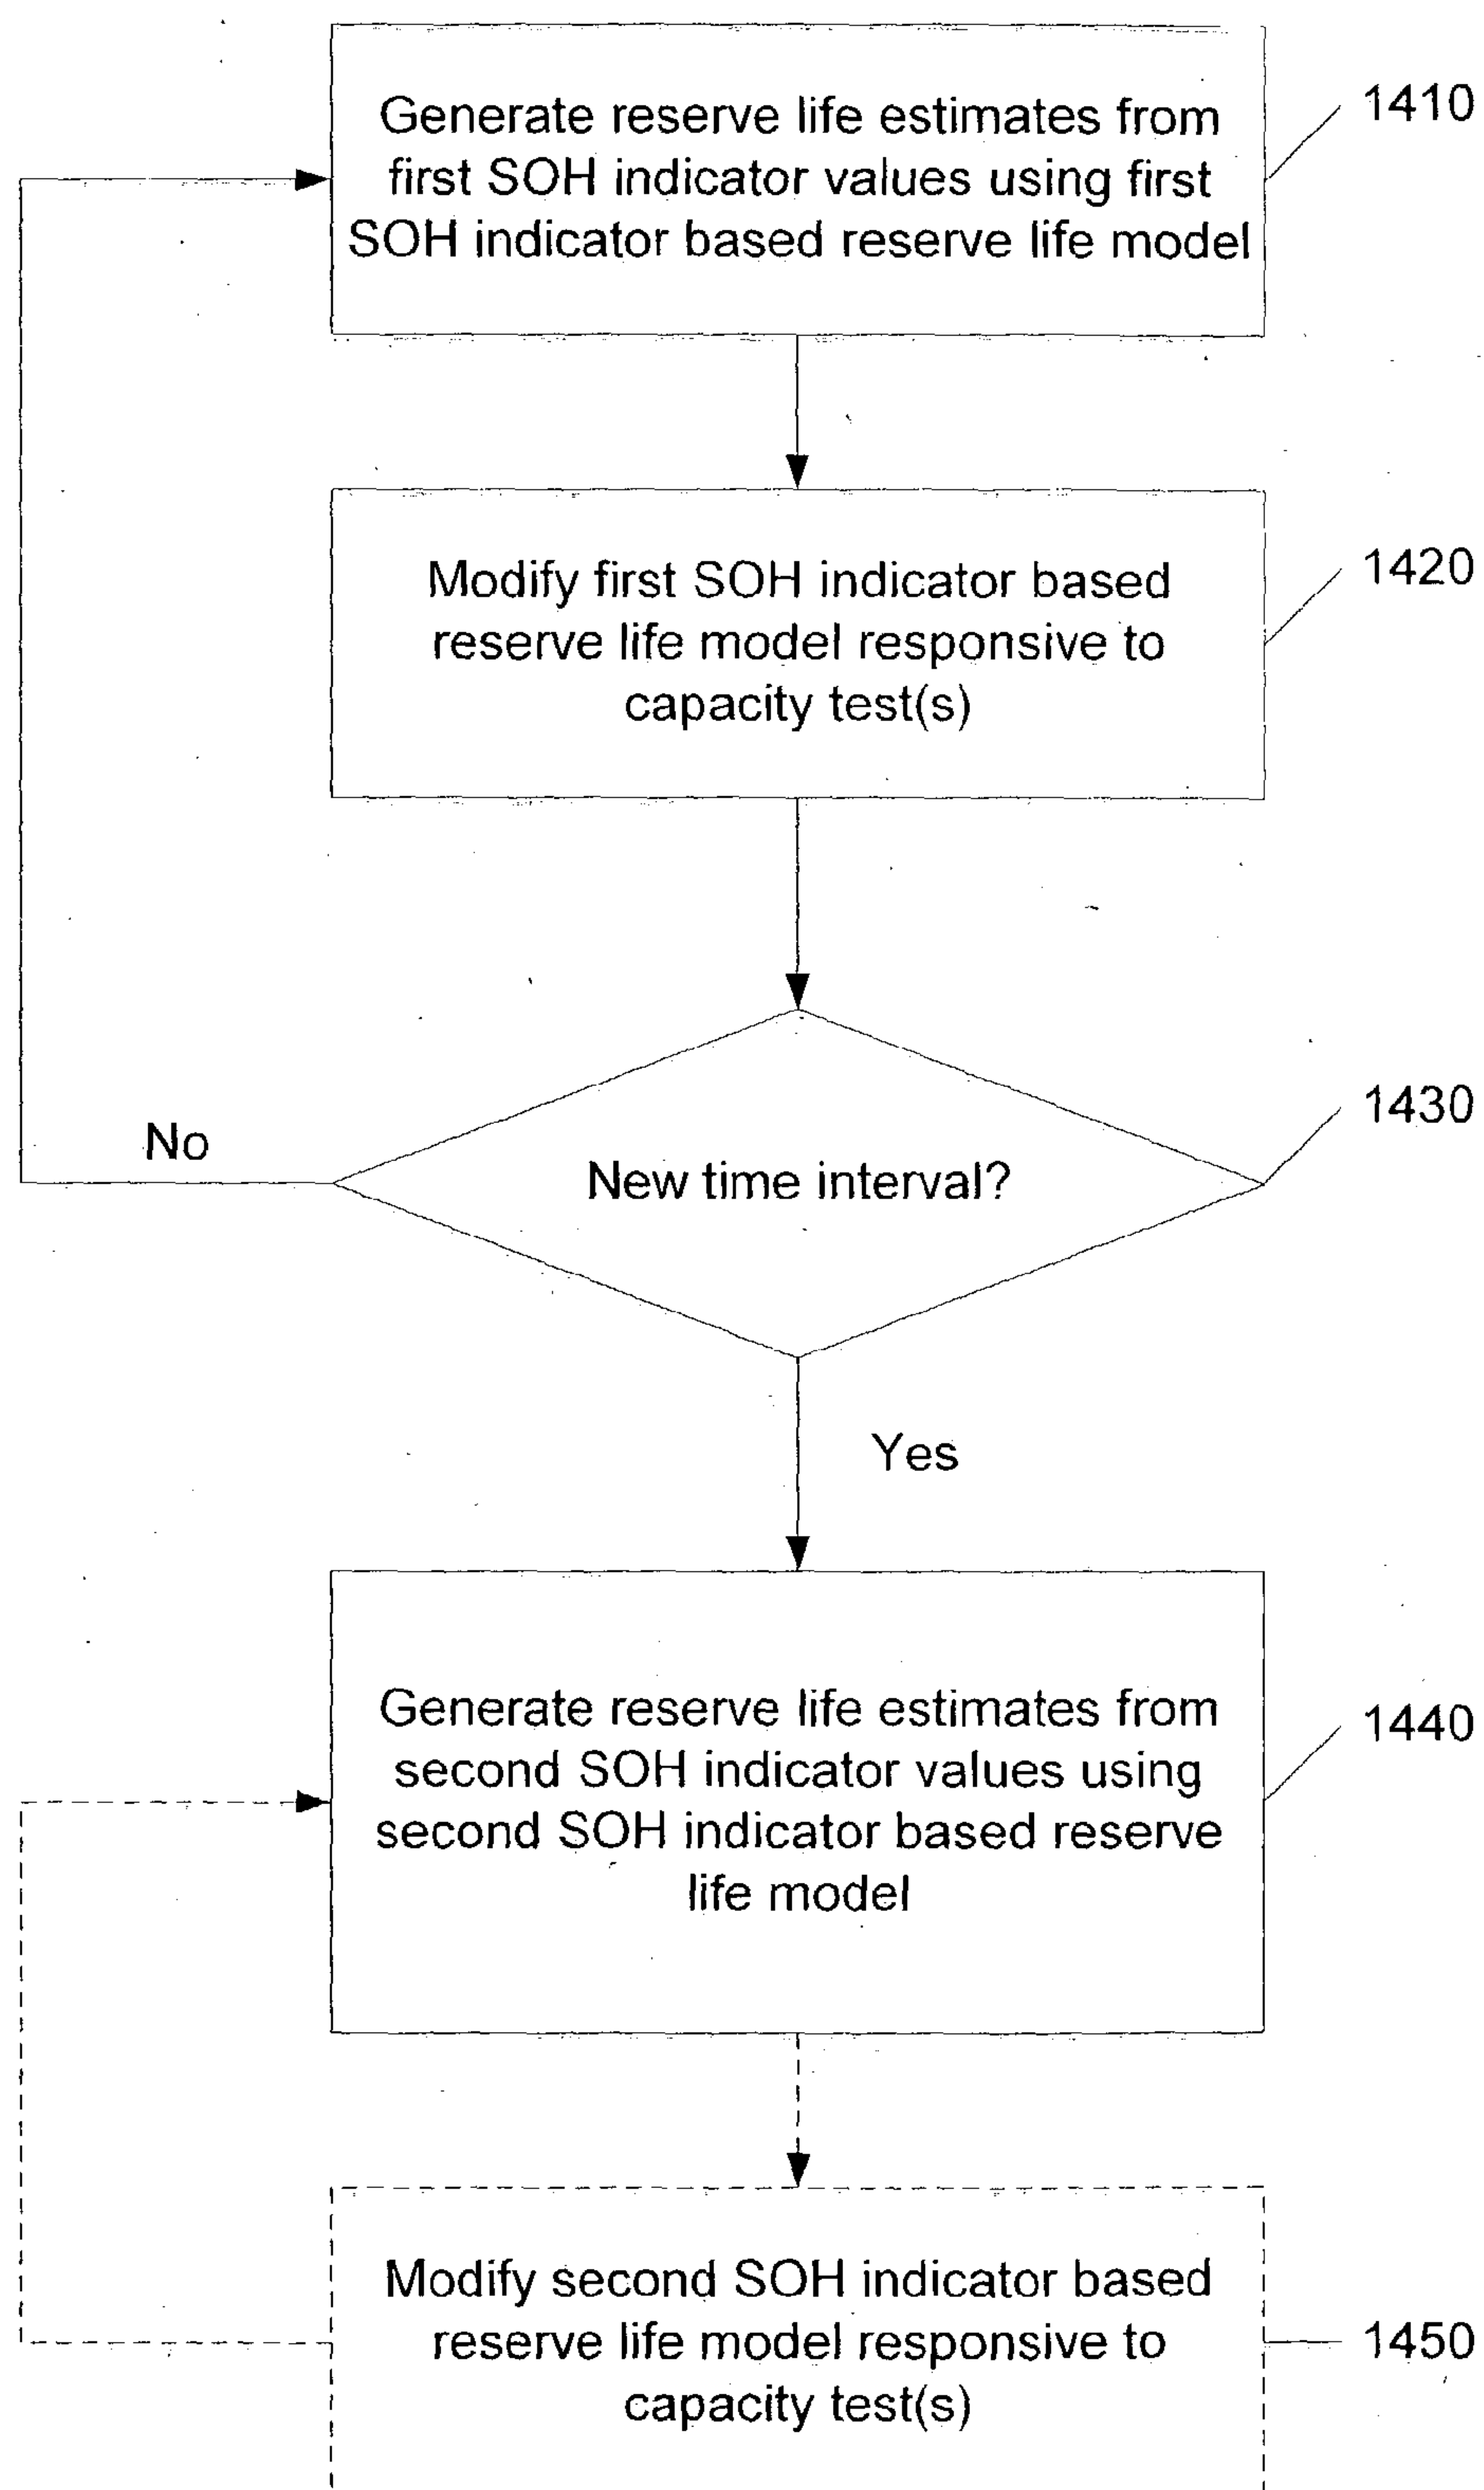 Generate reserve life estimates from
first SOH indicator values using first
SOH indicator based reserve life model
1410
Modify first SOH indicator based
reserve life model responsive to
capacity test(s)
1420
New time interval?
1430
No
Yes
Generate reserve life estimates from
second SOH indicator values using
second SOH indicator based reserve
life model
1440
Modify second SOH indicator based
reserve life model responsive to
capacity test(s)
1450